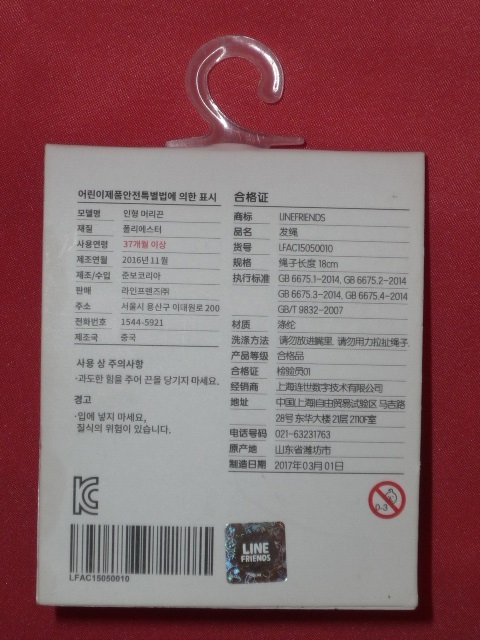 어린이제품안전특별법에 의한 표시
모델명 인형 머리끈
재질 폴리에스터
사용연령 37개월 이상
제조연월 2016년 11월
제조/수입 준보코리아
판매 라인프렌즈㈜
주소 서울시 용산구 이태원로 200
전화번호 1544-5921
제조국 중국
사용 상 주의사항
·과도한 힘을 주어 끈을 당기지 마세요.
경고
·입에 넣지 마세요,
질식의 위험이 있습니다.
LFAC15050010
合格证
商标 LINEFRIENDS
品名 发绳
货号 LFAC15050010
规格 绳子长度 18cm
执行标准 GB 6675.1-2014, GB 6675.2-2014
GB 6675.3-2014, GB 6675.4-2014
GB/T 9832-2007
材质 涤纶
洗涤方法 请勿放进嘴里, 请勿用力拉扯绳子
产品等级 合格品
合格证 检验员01
经销商 上海连世数字技术有限公司
地址 中国上海自由贸易试验区 马吉路
28号 东华大楼 21层 2110F室
电话号码 021-63231763
原产地 山东省潍坊市
制造日期 2017年 03月 01日
0-3
LINE
FRIENDS